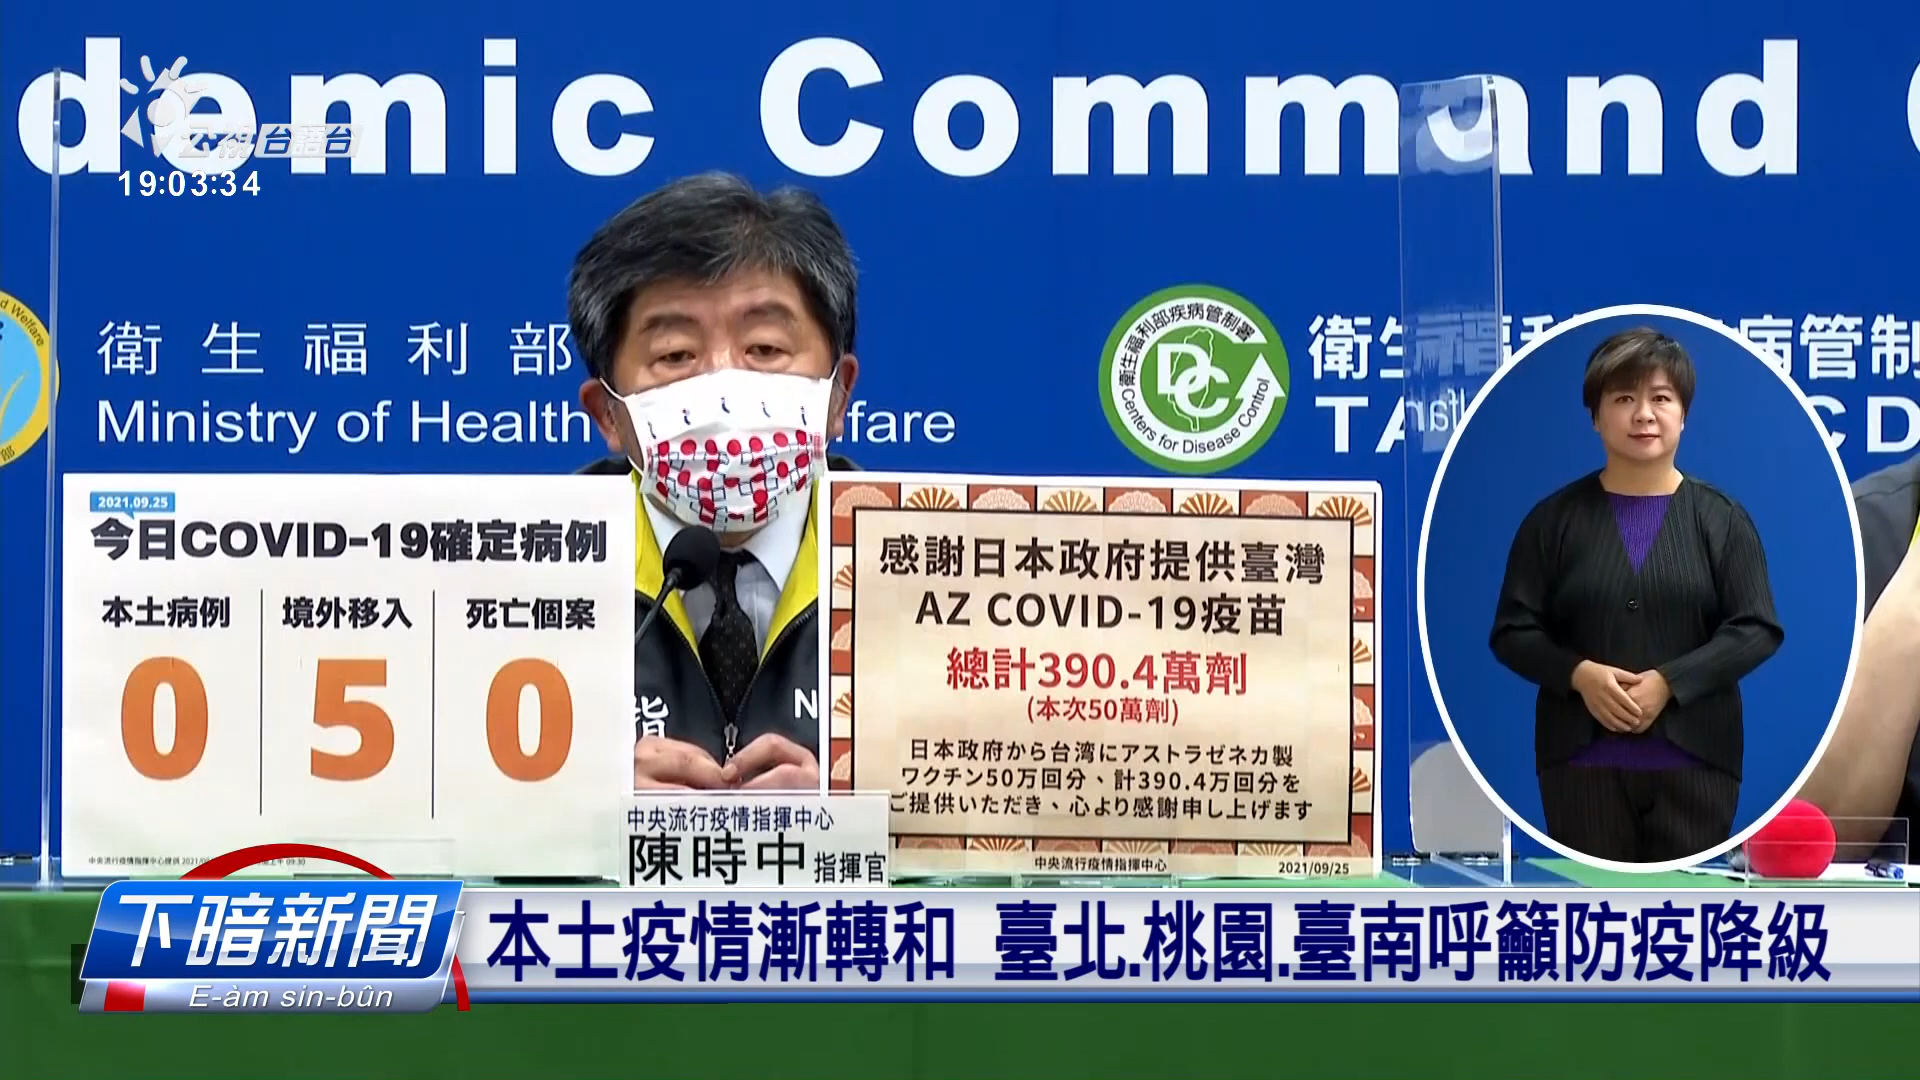 demic Command C
公視台語台
19:03:34
衛生福利部
Ministry of Health
fare
衛生福利部疾病管制署
Centers for Disease Control
2021.09.25
今日COVID-19確定病例
本土病例
境外移入
死亡個案
0
5
0
感謝日本政府提供臺灣
AZ COVID-19疫苗
總計390.4萬劑
(本次50萬劑)
日本政府から台湾にアストラゼネカ製
ワクチン50万回分、計390.4万回分を
ご提供いただき、心より感謝申し上げます
中央流行疫情指揮中心
2021/09/25
指
N
中央流行疫情指揮中心
陳時中指揮官
下暗新聞
E-àm sin-bûn
本土疫情漸轉和 臺北.桃園.臺南呼籲防疫降級